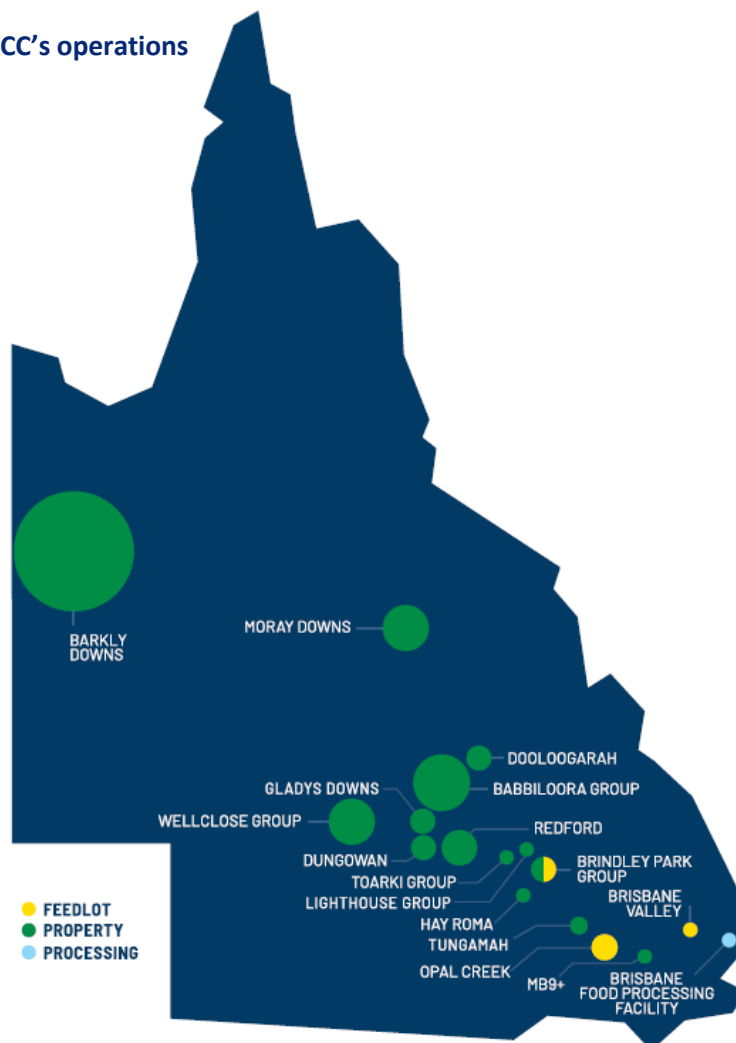 CC's operations
BARKLY
DOWNS
MORAY DOWNS
DOOLOOGARAH
GLADYS DOWNS
BABBILOORA GROUP
WELLCLOSE GROUP
REDFORD
DUNGOWAN
BRINDLEY PARK
GROUP
TOARKI GROUP
LIGHTHOUSE GROUP
BRISBANE
VALLEY
HAY ROMA
TUNGAMAH
OPAL CREEK
MB9+
BRISBANE
FOOD PROCESSING
FACILITY
FEEDLOT
PROPERTY
PROCESSING